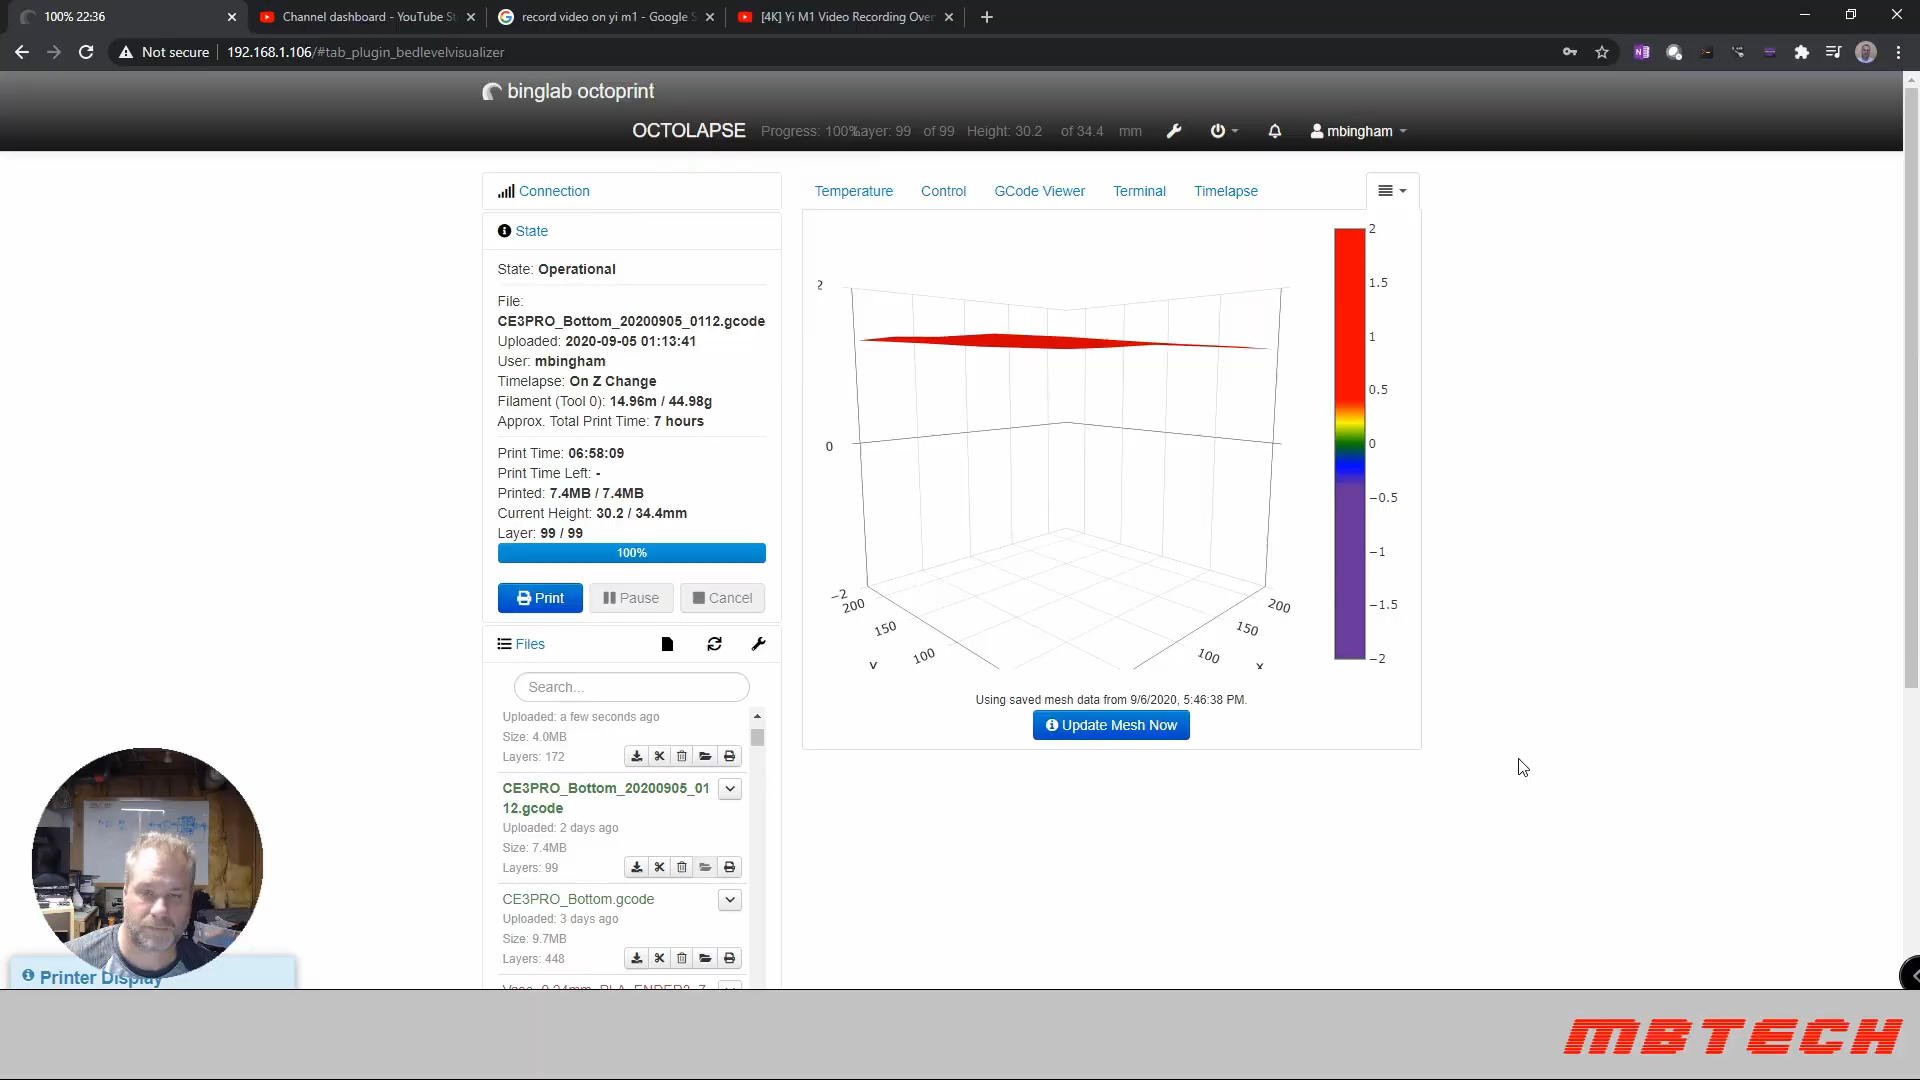 100% 22:36
Channel dashboard - YouTube St
record video on yi m1 - Google S
[4K] Yi M1 Video Recording Over
Not secure
192.168.1.106/#tab_plugin_bedlevelvisualizer
binglab octoprint
OCTOLAPSE
Progress: 100%
Layer: 99 of 99
Height: 30.2 of 34.4 mm
mbingham
Connection
State
State: Operational
File:
CE3PRO_Bottom_20200905_0112.gcode
Uploaded: 2020-09-05 01:13:41
User: mbingham
Timelapse: On Z Change
Filament (Tool 0): 14.96m / 44.98g
Approx. Total Print Time: 7 hours
Print Time: 06:58:09
Print Time Left: -
Printed: 7.4MB / 7.4MB
Current Height: 30.2 / 34.4mm
Layer: 99 / 99
100%
Print
Pause
Cancel
Files
Search...
Uploaded: a few seconds ago
Size: 4.0MB
Layers: 172
CE3PRO_Bottom_20200905_01
12.gcode
Uploaded: 2 days ago
Size: 7.4MB
Layers: 99
CE3PRO_Bottom.gcode
Uploaded: 3 days ago
Size: 9.7MB
Layers: 448
Temperature
Control
GCode Viewer
Terminal
Timelapse
2
0
−2
200
150
100
y
200
150
100
x
2
1.5
1
0.5
0
−0.5
−1
−1.5
−2
Using saved mesh data from 9/6/2020, 5:46:38 PM.
Update Mesh Now
Printer Display
MBTECH